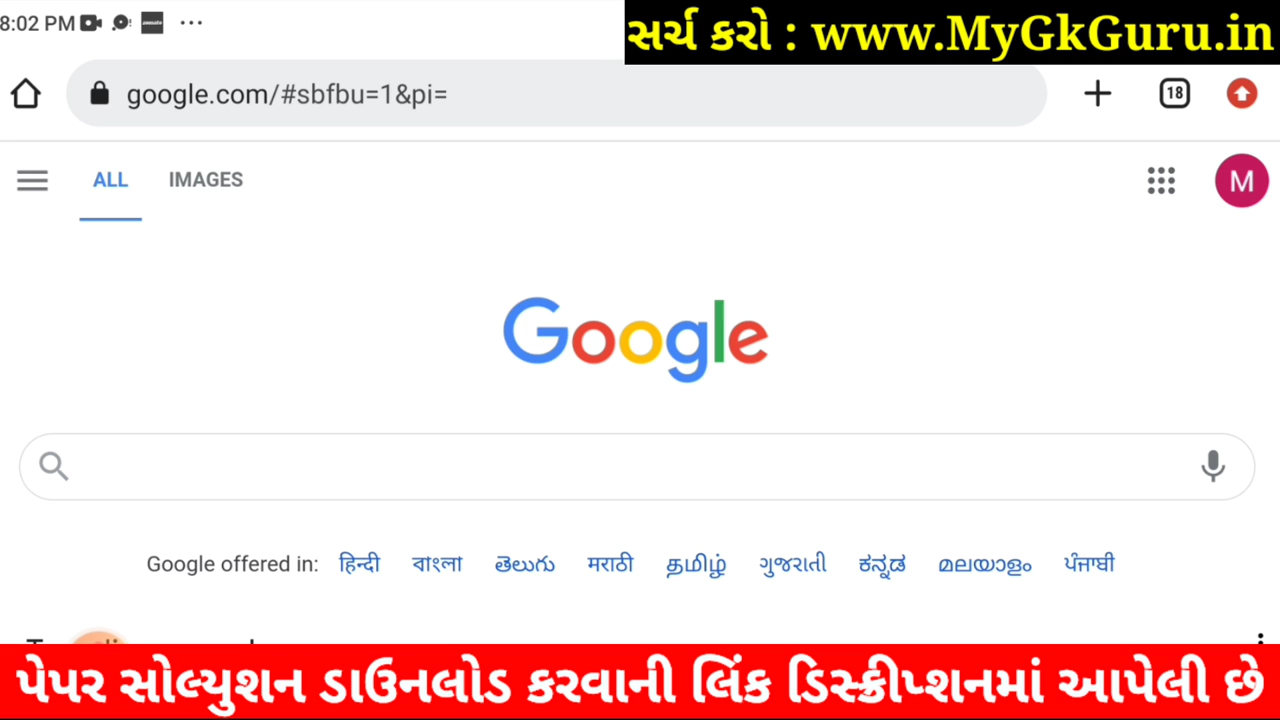 8:02 PM
સર્ચ કરો : www.MyGkGuru.in
google.com/#sbfbu=1&pi=
18
ALL IMAGES
M
Google
Google offered in: हिन्दी বাংলা తెలుగు मराठी தமிழ் ગુજરાતી ಕನ್ನಡ മലയാളം ਪੰਜਾਬੀ
પેપર સોલ્યુશન ડાઉનલોડ કરવાની લિંક ડિસ્ક્રીપ્શનમાં આપેલી છે